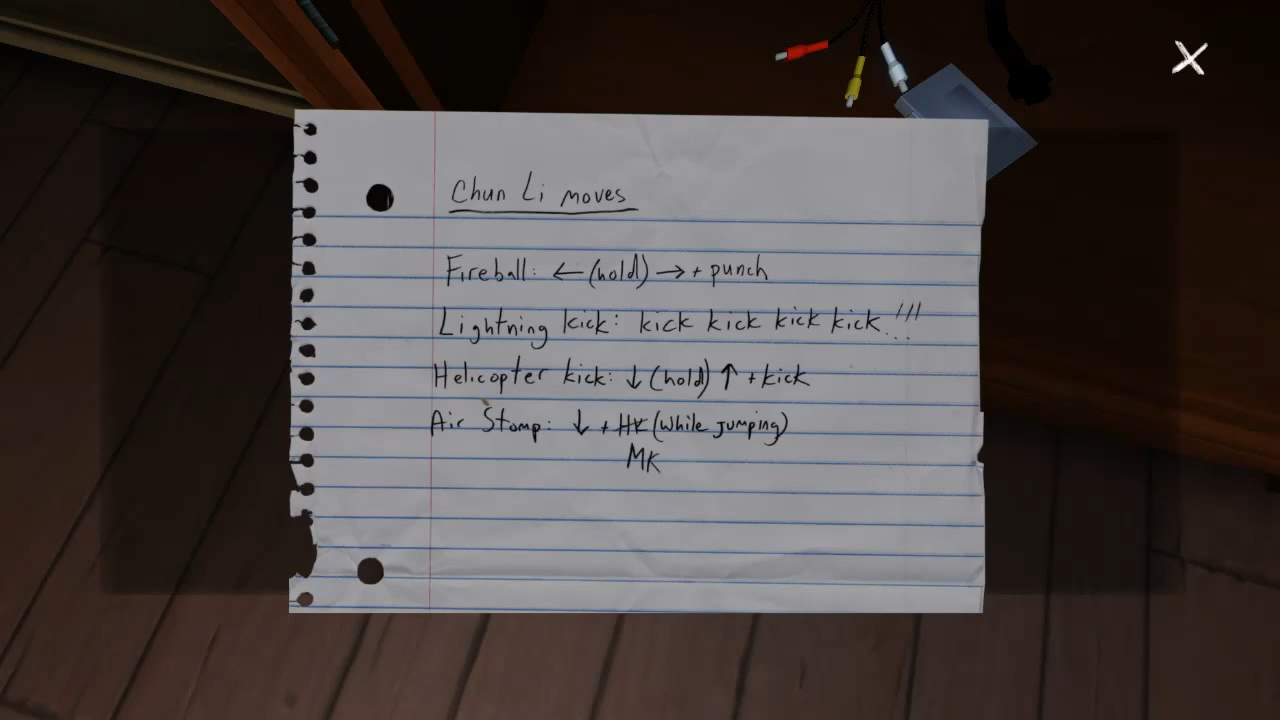 Chun Li moves
Fireball: ← (hold) → + punch
Lightning kick: kick kick kick kick...!!!
Helicopter kick: ↓ (hold) ↑ + kick
Air Stomp: ↓ + HK (while jumping)
MK